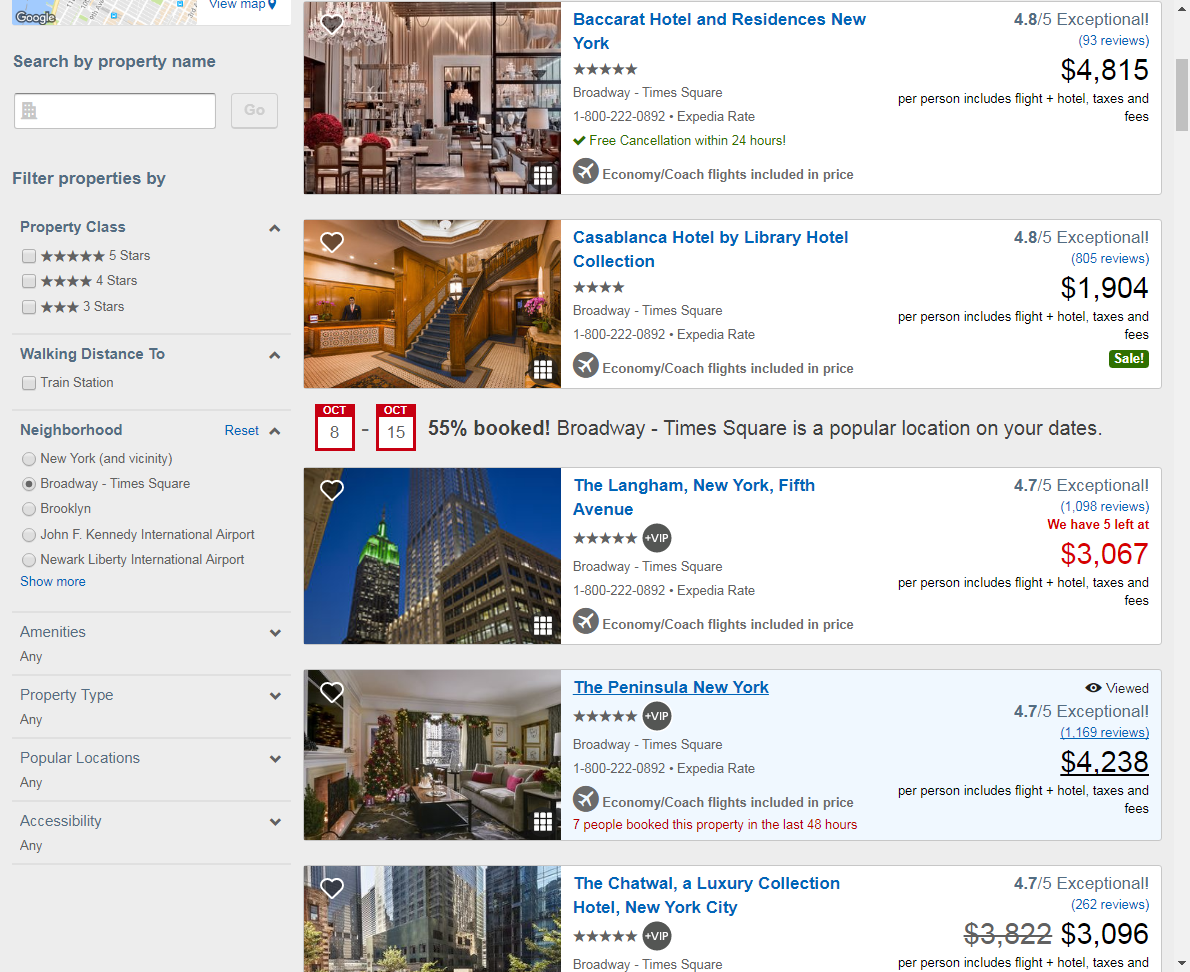 Google
View map
Search by property name
Go
Filter properties by
Property Class
★★★★★ 5 Stars
★★★★ 4 Stars
★★★ 3 Stars
Walking Distance To
Train Station
Neighborhood
Reset
New York (and vicinity)
Broadway - Times Square
Brooklyn
John F. Kennedy International Airport
Newark Liberty International Airport
Show more
Amenities
Any
Property Type
Any
Popular Locations
Any
Accessibility
Any
Baccarat Hotel and Residences New
York
★★★★★
Broadway - Times Square
1-800-222-0892 • Expedia Rate
Free Cancellation within 24 hours!
Economy/Coach flights included in price
4.8/5 Exceptional!
(93 reviews)
$4,815
per person includes flight + hotel, taxes and
fees
Casablanca Hotel by Library Hotel
Collection
★★★★
Broadway - Times Square
1-800-222-0892 • Expedia Rate
Economy/Coach flights included in price
4.8/5 Exceptional!
(805 reviews)
$1,904
per person includes flight + hotel, taxes and
fees
Sale!
OCT
8
-
OCT
15
55% booked! Broadway - Times Square is a popular location on your dates.
The Langham, New York, Fifth
Avenue
★★★★★ +VIP
Broadway - Times Square
1-800-222-0892 • Expedia Rate
Economy/Coach flights included in price
4.7/5 Exceptional!
(1,098 reviews)
We have 5 left at
$3,067
per person includes flight + hotel, taxes and
fees
The Peninsula New York
★★★★★ +VIP
Broadway - Times Square
1-800-222-0892 • Expedia Rate
Economy/Coach flights included in price
7 people booked this property in the last 48 hours
Viewed
4.7/5 Exceptional!
(1,169 reviews)
$4,238
per person includes flight + hotel, taxes and
fees
The Chatwal, a Luxury Collection
Hotel, New York City
★★★★★ +VIP
Broadway - Times Square
4.7/5 Exceptional!
(262 reviews)
$3,822 $3,096
per person includes flight + hotel, taxes and